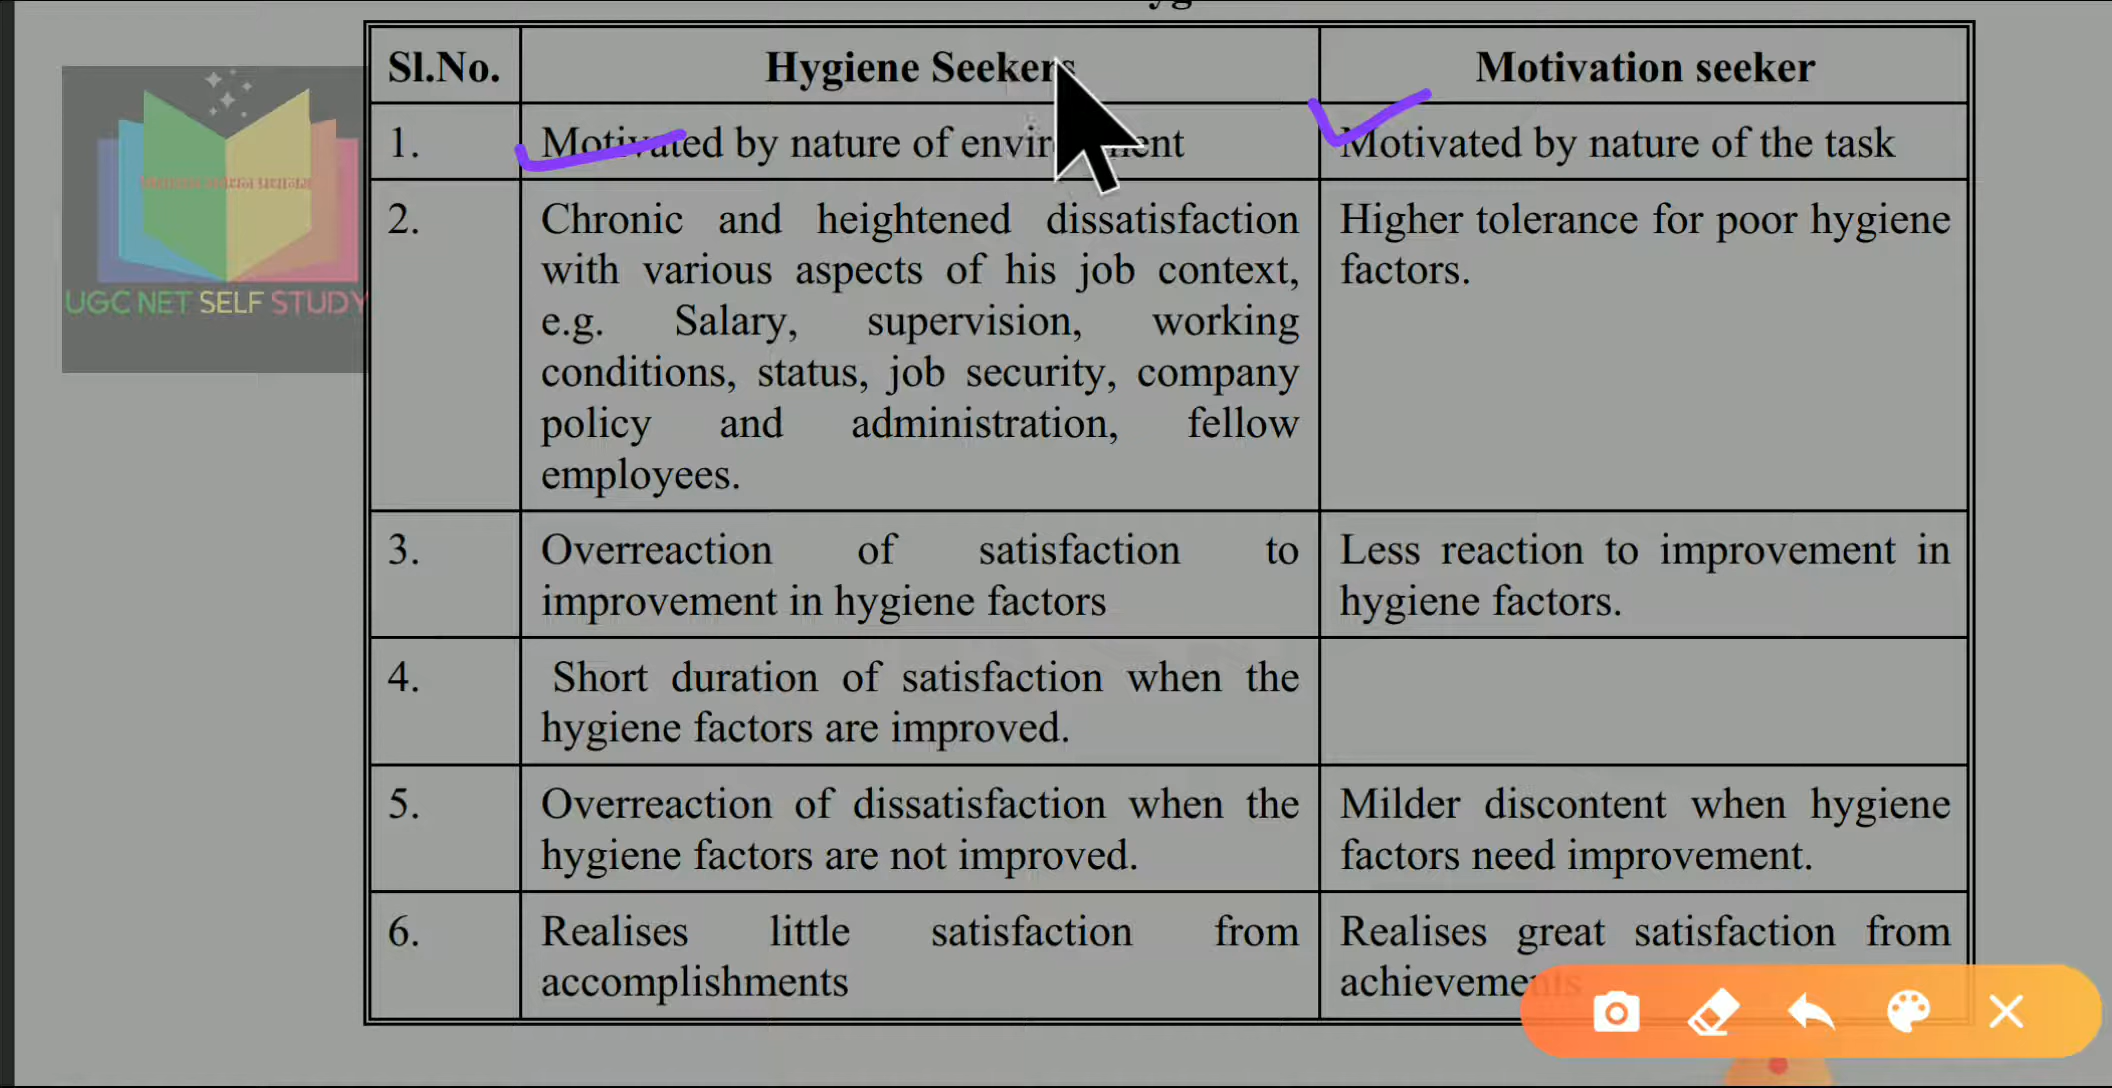 Sl.No. Hygiene Seekers Motivation seeker
1. Motivated by nature of environment Motivated by nature of the task
2. Chronic and heightened dissatisfaction Higher tolerance for poor hygiene
with various aspects of his job context, factors.
e.g. Salary, supervision, working
conditions, status, job security, company
policy and administration, fellow
employees.
3. Overreaction of satisfaction to Less reaction to improvement in
improvement in hygiene factors hygiene factors.
4. Short duration of satisfaction when the
hygiene factors are improved.
5. Overreaction of dissatisfaction when the Milder discontent when hygiene
hygiene factors are not improved. factors need improvement.
6. Realises little satisfaction from Realises great satisfaction from
accomplishments achievements
UGC NET SELF STUDY